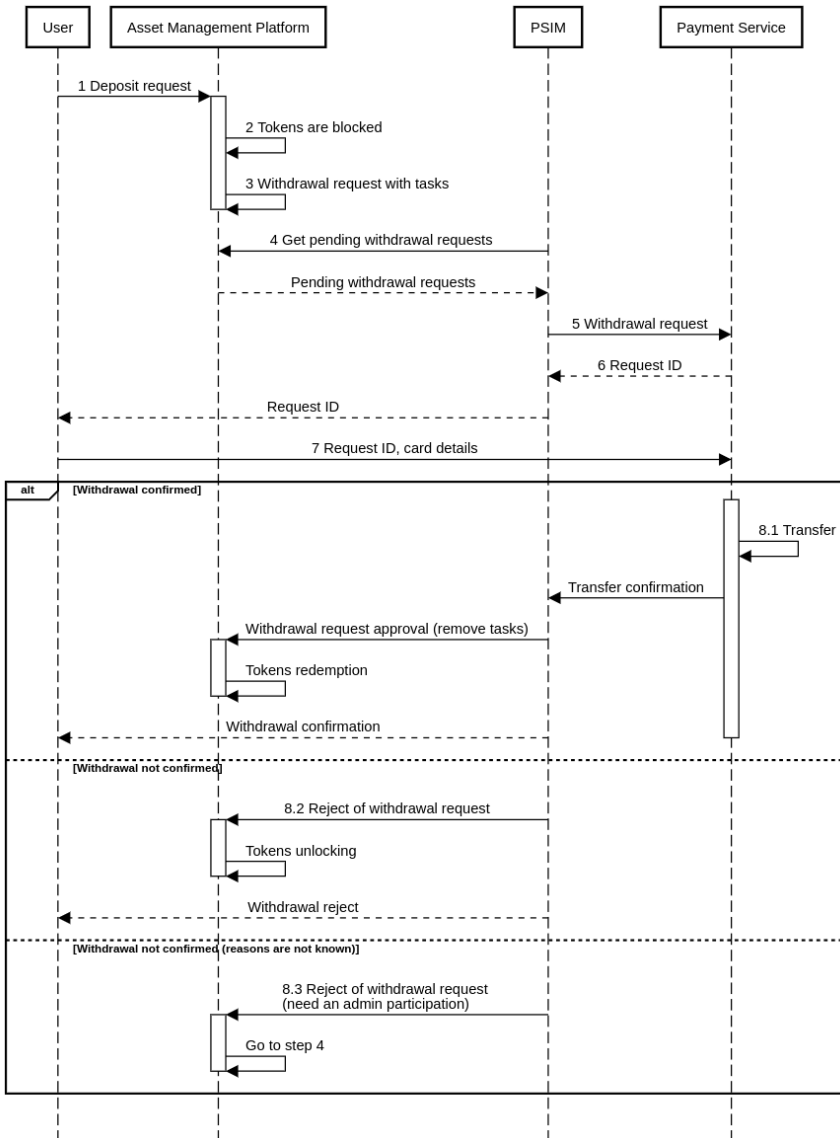 User
Asset Management Platform
PSIM
Payment Service
1 Deposit request
2 Tokens are blocked
3 Withdrawal request with tasks
4 Get pending withdrawal requests
Pending withdrawal requests
5 Withdrawal request
6 Request ID
Request ID
7 Request ID, card details
alt
[Withdrawal confirmed]
8.1 Transfer
Transfer confirmation
Withdrawal request approval (remove tasks)
Tokens redemption
Withdrawal confirmation
[Withdrawal not confirmed]
8.2 Reject of withdrawal request
Tokens unlocking
Withdrawal reject
[Withdrawal not confirmed (reasons are not known)]
8.3 Reject of withdrawal request
(need an admin participation)
Go to step 4